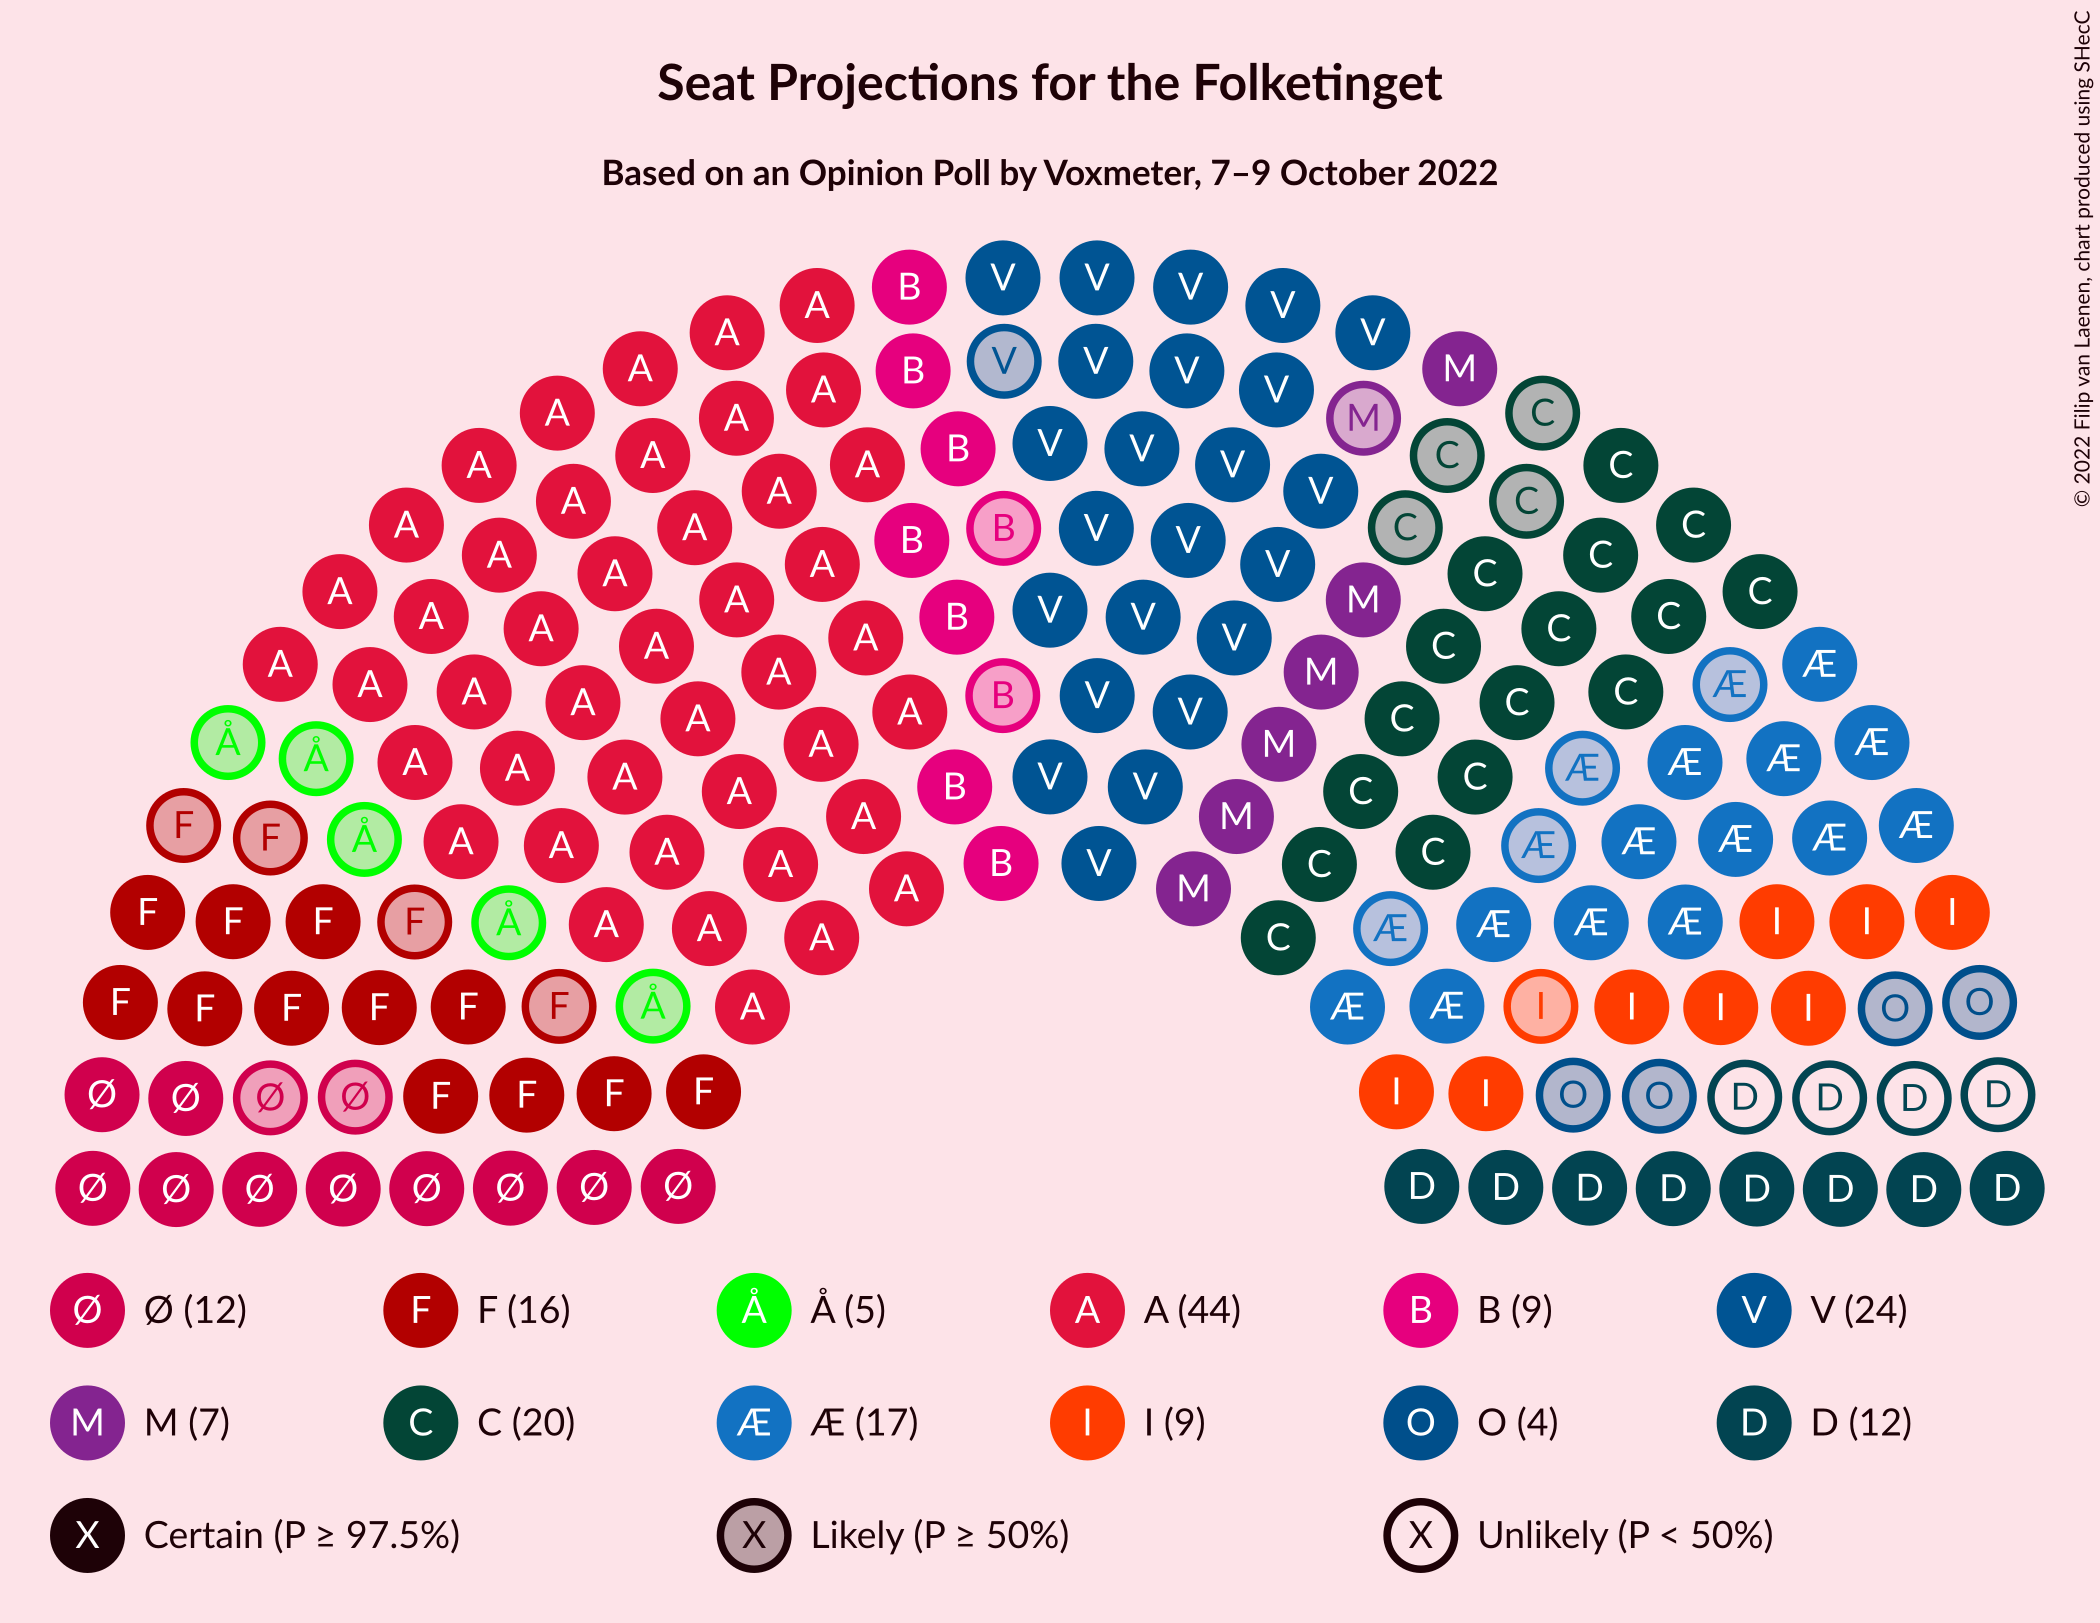 Seat Projections for the Folketinget
Based on an Opinion Poll by Voxmeter, 7–9 October 2022
© 2022 Filip van Laenen, chart produced using SHecC
B V V V V V
A A B V V V V M
A A A B V V V V M C C
A A A A A B B V V V C C C
A A A A A A B V V V M C C C
A A A A A A A B V V M C C C C
A A A A A A A B V V M C C C Æ Æ
Å Å A A A A A A B V M C C Æ Æ Æ Æ
F F Å A A A A A M C C Æ Æ Æ Æ Æ
F F F F Å A A A C Æ Æ Æ Æ I I I
F F F F F F Å A Æ Æ I I I I O O
Ø Ø Ø Ø F F F F I I O O D D D D
Ø Ø Ø Ø Ø Ø Ø Ø D D D D D D D D
Ø Ø (12) F F (16) Å Å (5) A A (44) B B (9) V V (24)
M M (7) C C (20) Æ Æ (17) I I (9) O O (4) D D (12)
X Certain (P ≥ 97.5%) X Likely (P ≥ 50%) X Unlikely (P < 50%)